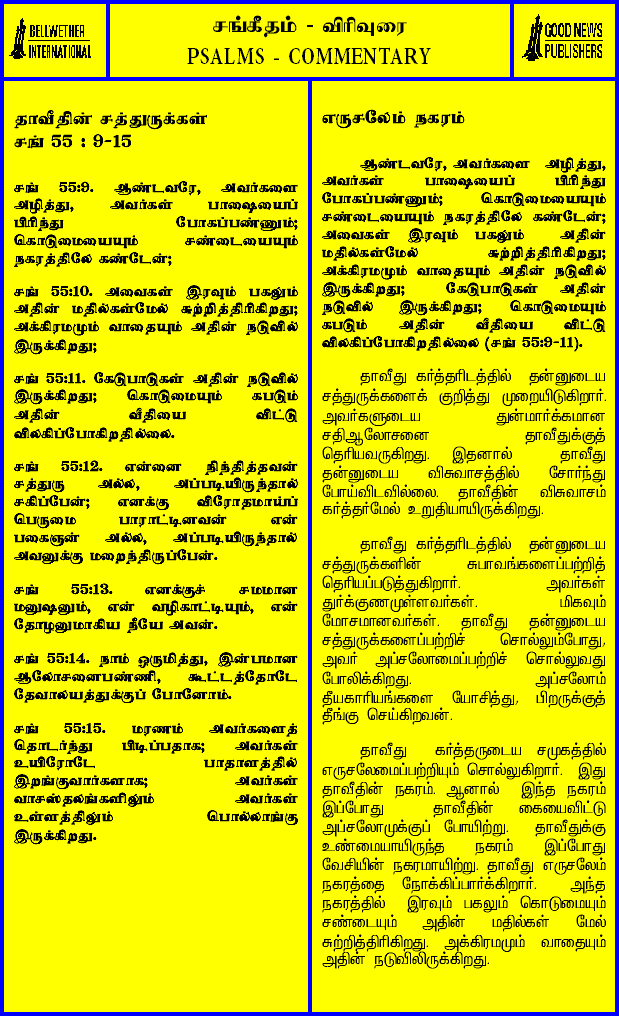 BELLWETHER
INTERNATIONAL
சங்கீதம் - விரிவுரை
PSALMS - COMMENTARY
GOOD NEWS
PUBLISHERS
தாவீதின் சத்துருக்கள்
சங் 55 : 9-15
சங் 55:9. ஆண்டவரே, அவர்களை
அழித்து, அவர்கள் பாஷையைப்
பிரிந்து போகப்பண்ணும்;
கொடுமையையும் சண்டையையும்
நகரத்திலே கண்டேன்;
சங் 55:10. அவைகள் இரவும் பகலும்
அதின் மதில்கள்மேல் சுற்றித்திரிகிறது;
அக்கிரமமும் வாதையும் அதின் நடுவில்
இருக்கிறது;
சங் 55:11. கேடுபாடுகள் அதின் நடுவில்
இருக்கிறது; கொடுமையும் கபடும்
அதின் வீதியை விட்டு
விலகிப்போகிறதில்லை.
சங் 55:12. என்னை நிந்தித்தவன்
சத்துரு அல்ல, அப்படியிருந்தால்
சகிப்பேன்; எனக்கு விரோதமாய்ப்
பெருமை பாராட்டினவன் என்
பகைஞன் அல்ல, அப்படியிருந்தால்
அவனுக்கு மறைந்திருப்பேன்.
சங் 55:13. எனக்குச் சமமான
மனுஷனும், என் வழிகாட்டியும், என்
தோழனுமாகிய நீயே அவன்.
சங் 55:14. நாம் ஒருமித்து, இன்பமான
ஆலோசனைபண்ணி, கூட்டத்தோடே
தேவாலயத்துக்குப் போனோம்.
சங் 55:15. மரணம் அவர்களைத்
தொடர்ந்து பிடிப்பதாக; அவர்கள்
உயிரோடே பாதாளத்தில்
இறங்குவார்களாக; அவர்கள்
வாசஸ்தலங்களிலும் அவர்கள்
உள்ளத்திலும் பொல்லாங்கு
இருக்கிறது.
எருசலேம் நகரம்
ஆண்டவரே, அவர்களை அழித்து,
அவர்கள் பாஷையைப் பிரிந்து
போகப்பண்ணும்; கொடுமையையும்
சண்டையையும் நகரத்திலே கண்டேன்;
அவைகள் இரவும் பகலும் அதின்
மதில்கள்மேல் சுற்றித்திரிகிறது;
அக்கிரமமும் வாதையும் அதின் நடுவில்
இருக்கிறது; கேடுபாடுகள் அதின்
நடுவில் இருக்கிறது; கொடுமையும்
கபடும் அதின் வீதியை விட்டு
விலகிப்போகிறதில்லை (சங் 55:9-11).
தாவீது கர்த்தரிடத்தில் தன்னுடைய
சத்துருக்களைக் குறித்து முறையிடுகிறார்.
அவர்களுடைய துன்மார்க்கமான
சதிஆலோசனை தாவீதுக்குத்
தெரியவருகிறது. இதனால் தாவீது
தன்னுடைய விசுவாசத்தில் சோர்ந்து
போய்விடவில்லை. தாவீதின் விசுவாசம்
கர்த்தர்மேல் உறுதியாயிருக்கிறது.
தாவீது கர்த்தரிடத்தில் தன்னுடைய
சத்துருக்களின் சுபாவங்களைப்பற்றித்
தெரியப்படுத்துகிறார். அவர்கள்
துர்க்குணமுள்ளவர்கள். மிகவும்
மோசமானவர்கள். தாவீது தன்னுடைய
சத்துருக்களைப்பற்றிச் சொல்லும்போது,
அவர் அப்சலோமைப்பற்றிச் சொல்லுவது
போலிக்கிறது. அப்சலோம்
தீயகாரியங்களை யோசித்து, பிறருக்குத்
தீங்கு செய்கிறவன்.
தாவீது கர்த்தருடைய சமுகத்தில்
எருசலேமைப்பற்றியும் சொல்லுகிறார். இது
தாவீதின் நகரம். ஆனால் இந்த நகரம்
இப்போது தாவீதின் கையைவிட்டு
அப்சலோமுக்குப் போயிற்று. தாவீதுக்கு
உண்மையாயிருந்த நகரம் இப்போது
வேசியின் நகரமாயிற்று. தாவீது எருசலேம்
நகரத்தை நோக்கிப்பார்க்கிறார். அந்த
நகரத்தில் இரவும் பகலும் கொடுமையும்
சண்டையும் அதின் மதில்கள் மேல்
சுற்றித்திரிகிறது. அக்கிரமமும் வாதையும்
அதின் நடுவிலிருக்கிறது.